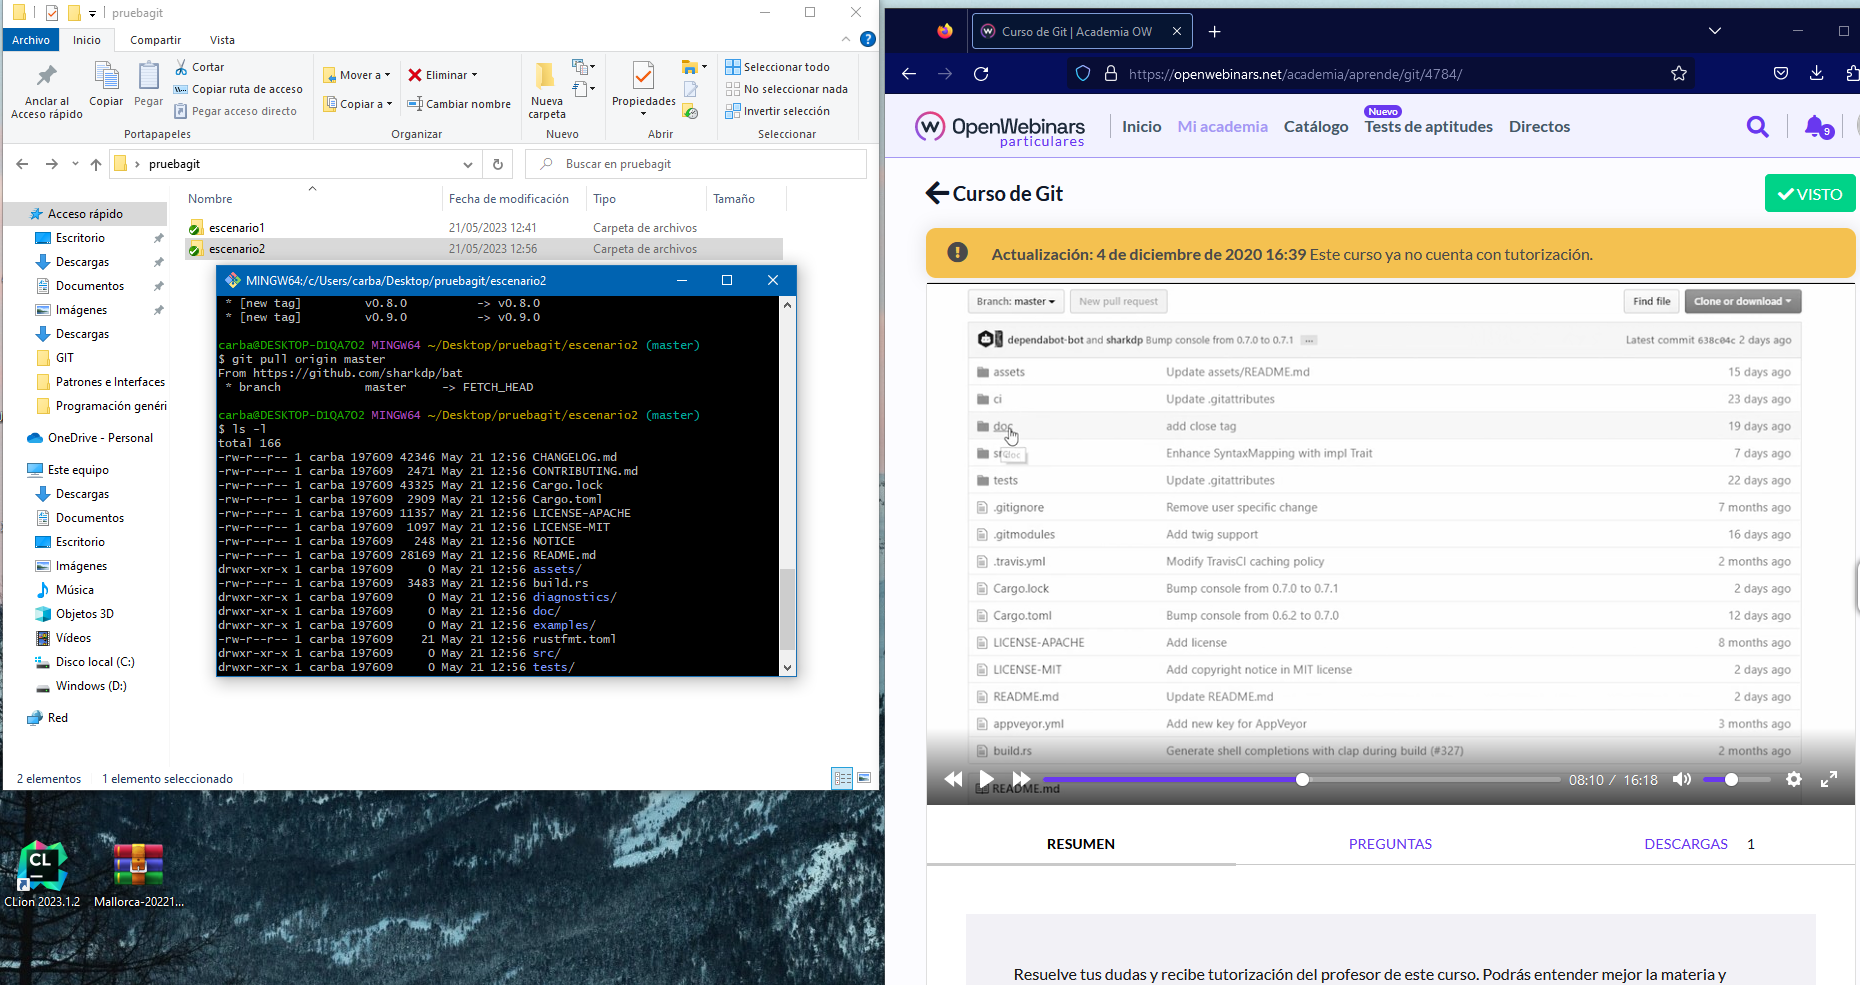 pruebagit
Archivo
Inicio
Compartir
Vista
Anclar al
Acceso rápido
Copiar
Pegar
Cortar
Copiar ruta de acceso
Pegar acceso directo
Portapapeles
Mover a
Copiar a
Eliminar
Cambiar nombre
Organizar
Nueva
carpeta
Nuevo
Propiedades
Abrir
Seleccionar todo
No seleccionar nada
Invertir selección
Seleccionar
pruebagit
Buscar en pruebagit
Nombre
Fecha de modificación
Tipo
Tamaño
escenario1 21/05/2023 12:41 Carpeta de archivos
escenario2 21/05/2023 12:56 Carpeta de archivos
Acceso rápido
Escritorio
Descargas
Documentos
Imágenes
Descargas
GIT
Patrones e Interfaces
Programación genéri
OneDrive - Personal
Este equipo
Descargas
Documentos
Escritorio
Imágenes
Música
Objetos 3D
Vídeos
Disco local (C:)
Windows (D:)
Red
2 elementos
1 elemento seleccionado
MINGW64:/c/Users/carba/Desktop/pruebagit/escenario2
* [new tag] v0.8.0 -> v0.8.0
* [new tag] v0.9.0 -> v0.9.0
carba@DESKTOP-D1QA7O2 MINGW64 ~/Desktop/pruebagit/escenario2 (master)
$ git pull origin master
From https://github.com/sharkdp/bat
* branch master -> FETCH_HEAD
carba@DESKTOP-D1QA7O2 MINGW64 ~/Desktop/pruebagit/escenario2 (master)
$ ls -l
total 166
-rw-r--r-- 1 carba 197609 42346 May 21 12:56 CHANGELOG.md
-rw-r--r-- 1 carba 197609 2471 May 21 12:56 CONTRIBUTING.md
-rw-r--r-- 1 carba 197609 43325 May 21 12:56 Cargo.lock
-rw-r--r-- 1 carba 197609 2909 May 21 12:56 Cargo.toml
-rw-r--r-- 1 carba 197609 11357 May 21 12:56 LICENSE-APACHE
-rw-r--r-- 1 carba 197609 1097 May 21 12:56 LICENSE-MIT
-rw-r--r-- 1 carba 197609 248 May 21 12:56 NOTICE
-rw-r--r-- 1 carba 197609 28169 May 21 12:56 README.md
drwxr-xr-x 1 carba 197609 0 May 21 12:56 assets/
-rw-r--r-- 1 carba 197609 3483 May 21 12:56 build.rs
drwxr-xr-x 1 carba 197609 0 May 21 12:56 diagnostics/
drwxr-xr-x 1 carba 197609 0 May 21 12:56 doc/
drwxr-xr-x 1 carba 197609 0 May 21 12:56 examples/
-rw-r--r-- 1 carba 197609 21 May 21 12:56 rustfmt.toml
drwxr-xr-x 1 carba 197609 0 May 21 12:56 src/
drwxr-xr-x 1 carba 197609 0 May 21 12:56 tests/
CL
CLion 2023.1.2
Mallorca-20221...
Curso de Git | Academia OW
https://openwebinars.net/academia/aprende/git/4784/
OpenWebinars
particulares
Inicio
Mi academia
Catálogo
Nuevo
Tests de aptitudes
Directos
9
Curso de Git
VISTO
Actualización: 4 de diciembre de 2020 16:39 Este curso ya no cuenta con tutorización.
Branch: master
New pull request
Find file
Clone or download
dependabot-bot and sharkdp Bump console from 0.7.0 to 0.7.1 ... Latest commit 638c04c 2 days ago
assets Update assets/README.md 15 days ago
ci Update .gitattributes 23 days ago
doc add close tag 19 days ago
doc
Enhance SyntaxMapping with impl Trait 7 days ago
tests Update .gitattributes 22 days ago
.gitignore Remove user specific change 7 months ago
.gitmodules Add twig support 16 days ago
.travis.yml Modify TravisCI caching policy 2 months ago
Cargo.lock Bump console from 0.7.0 to 0.7.1 2 days ago
Cargo.toml Bump console from 0.6.2 to 0.7.0 12 days ago
LICENSE-APACHE Add license 8 months ago
LICENSE-MIT Add copyright notice in MIT license 2 days ago
README.md Update README.md 2 days ago
appveyor.yml Add new key for AppVeyor 3 months ago
build.rs Generate shell completions with clap during build (#327) 2 months ago
08:10 / 16:18
README.md
RESUMEN
PREGUNTAS
DESCARGAS 1
Resuelve tus dudas y recibe tutorización del profesor de este curso. Podrás entender mejor la materia y